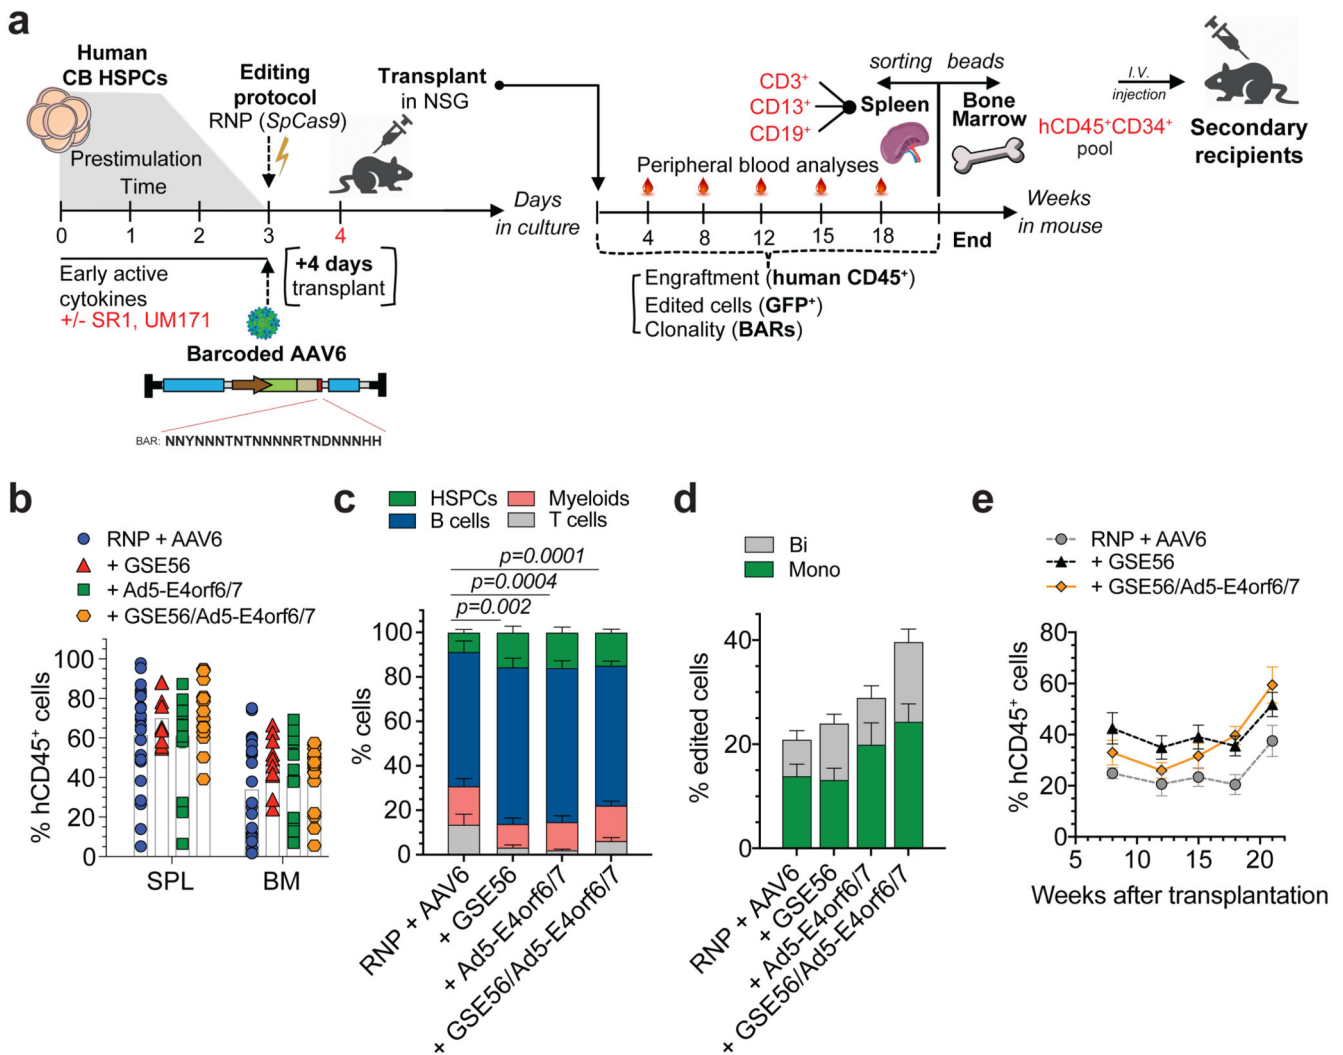 a
Human
CB HSPCs
Prestimulation
Time
Editing
protocol
RNP (SpCas9)
Transplant
in NSG
0 1 2 3 4
Days
in culture
Early active
cytokines
+/- SR1, UM171
+4 days
transplant
Barcoded AAV6
BAR: NNYNNNTNTNNNNRTNDNNNHH
CD3+
CD13+
CD19+
sorting beads
Spleen
Bone
Marrow
hCD45+CD34+
pool
I.V.
injection
Secondary
recipients
Peripheral blood analyses
4 8 12 15 18
End
Weeks
in mouse
Engraftment (human CD45+)
Edited cells (GFP+)
Clonality (BARs)
b
RNP + AAV6
+ GSE56
+ Ad5-E4orf6/7
+ GSE56/Ad5-E4orf6/7
% hCD45+ cells
100
80
60
40
20
0
SPL BM
c
HSPCs Myeloids
B cells T cells
p=0.0001
p=0.0004
p=0.002
% cells
100
80
60
40
20
0
RNP + AAV6
+ GSE56
+ Ad5-E4orf6/7
+ GSE56/Ad5-E4orf6/7
d
Bi
Mono
% edited cells
40
20
0
RNP + AAV6
+ GSE56
+ Ad5-E4orf6/7
+ GSE56/Ad5-E4orf6/7
e
RNP + AAV6
+ GSE56
+ GSE56/Ad5-E4orf6/7
% hCD45+ cells
80
60
40
20
0
5 10 15 20
Weeks after transplantation